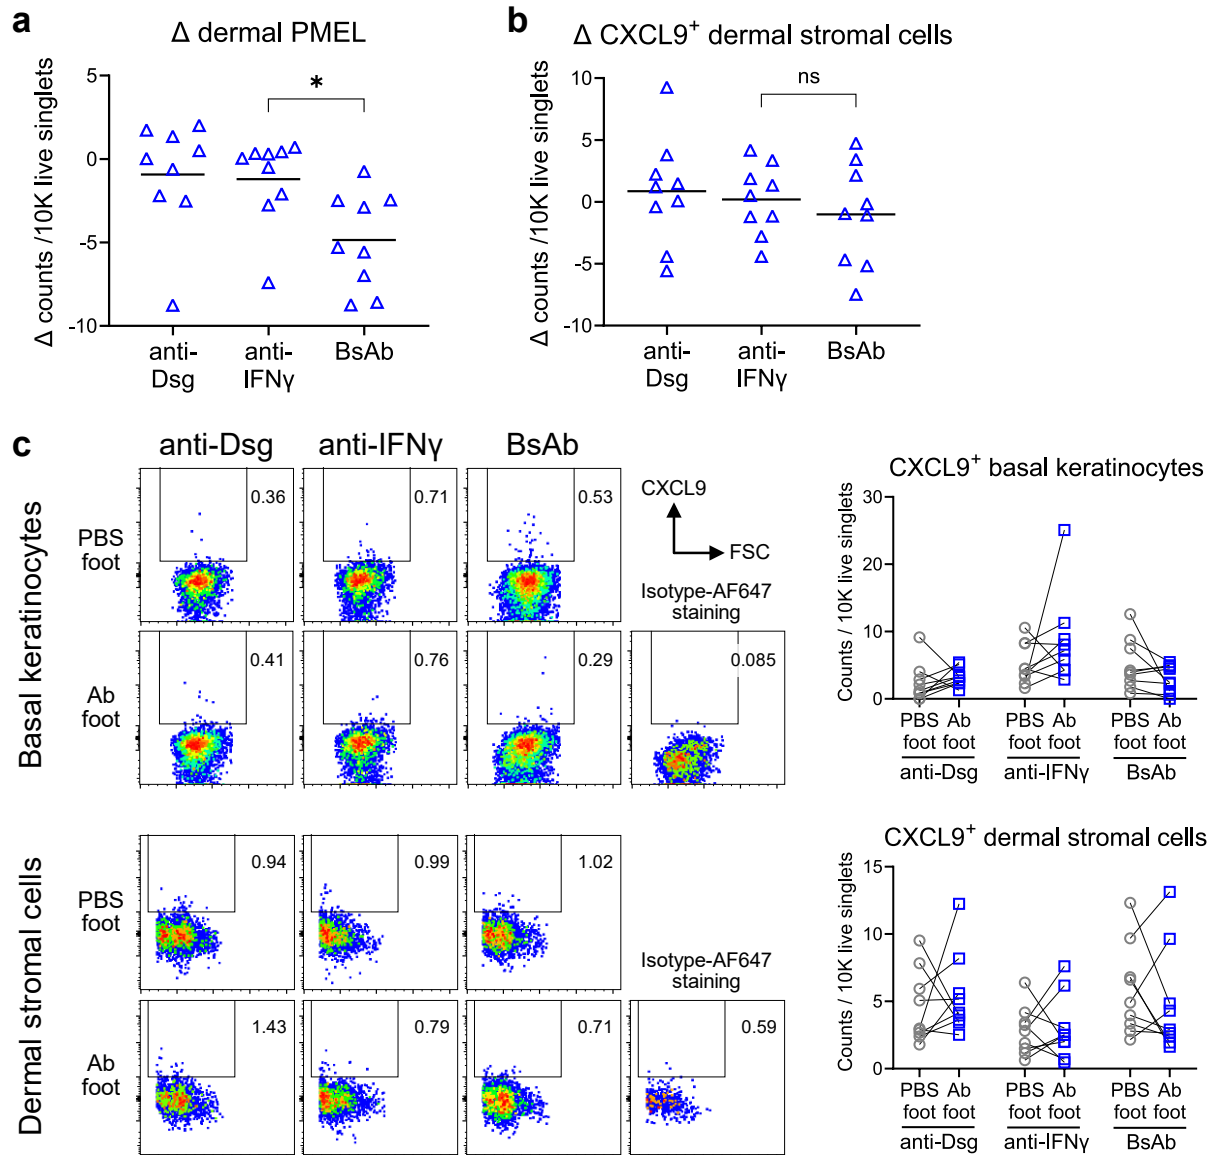 a
Δ dermal PMEL
Δ counts /10K live singlets
5
0
-5
-10
*
anti-
Dsg
anti-
IFNγ
BsAb
b
Δ CXCL9+ dermal stromal cells
Δ counts /10K live singlets
10
5
0
-5
-10
ns
anti-
Dsg
anti-
IFNγ
BsAb
c
anti-Dsg
anti-IFNγ
BsAb
Basal keratinocytes
PBS
foot
0.36
0.71
0.53
CXCL9
FSC
Isotype-AF647
staining
Ab
foot
0.41
0.76
0.29
0.085
CXCL9+ basal keratinocytes
Counts / 10K live singlets
30
20
10
0
PBS Ab PBS Ab PBS Ab
foot foot foot foot foot foot
anti-Dsg anti-IFNγ BsAb
Dermal stromal cells
PBS
foot
0.94
0.99
1.02
Isotype-AF647
staining
Ab
foot
1.43
0.79
0.71
0.59
CXCL9+ dermal stromal cells
Counts / 10K live singlets
15
10
5
0
PBS Ab PBS Ab PBS Ab
foot foot foot foot foot foot
anti-Dsg anti-IFNγ BsAb